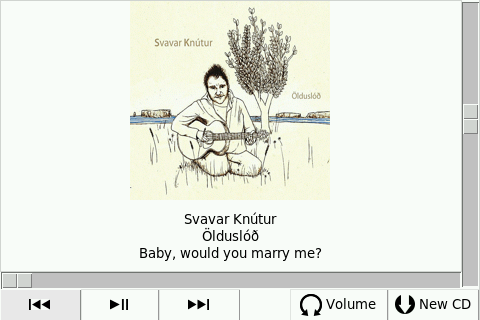 Svavar Knútur
Ölduslóð
Svavar Knútur
Ölduslóð
Baby, would you marry me?
Volume
New CD